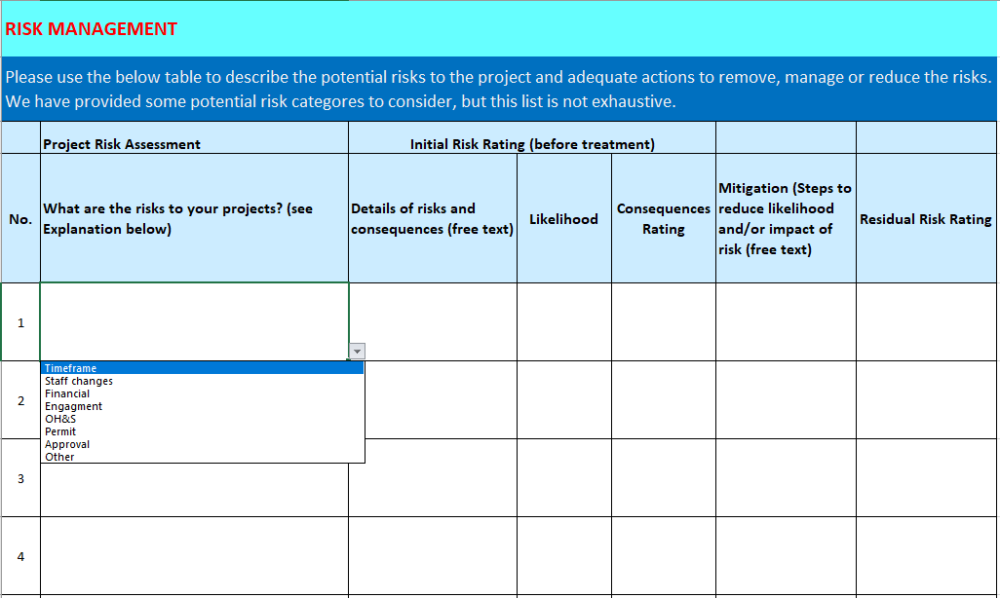 RISK MANAGEMENT
Please use the below table to describe the potential risks to the project and adequate actions to remove, manage or reduce the risks.
We have provided some potential risk categores to consider, but this list is not exhaustive.
Project Risk Assessment
Initial Risk Rating (before treatment)
No.
What are the risks to your projects? (see
Explanation below)
Details of risks and
consequences (free text)
Likelihood
Consequences
Rating
Mitigation (Steps to
reduce likelihood
and/or impact of
risk (free text)
Residual Risk Rating
1
Timeframe
Staff changes
Financial
Engagment
OH&S
Permit
Approval
Other
2
3
4